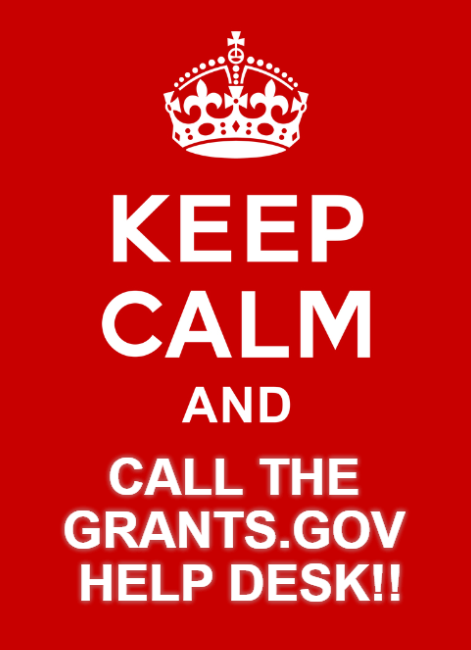 KEEP
CALM
AND
CALL THE
GRANTS.GOV
HELP DESK!!